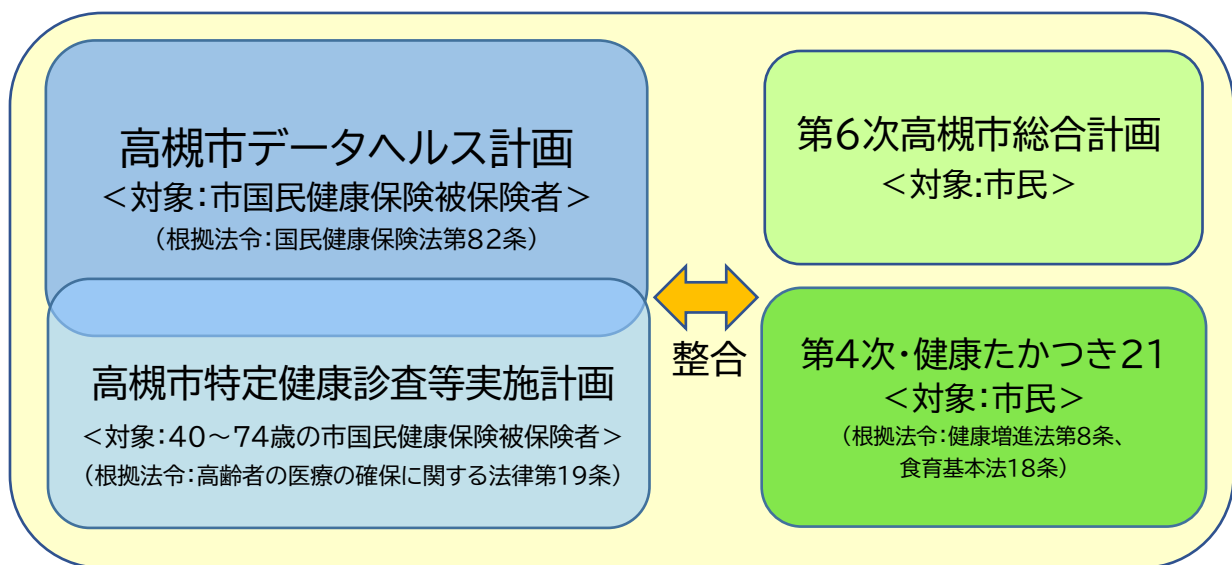 高槻市データヘルス計画
＜対象：市国民健康保険被保険者＞
（根拠法令：国民健康保険法第82条）
高槻市特定健康診査等実施計画
＜対象：40～74歳の市国民健康保険被保険者＞
（根拠法令：高齢者の医療の確保に関する法律第19条）
整合
第6次高槻市総合計画
＜対象：市民＞
第4次・健康たかつき21
＜対象：市民＞
（根拠法令：健康増進法第8条、
食育基本法18条）